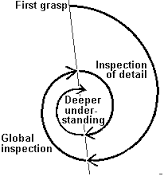 First grasp
Inspection
of detail
Deeper
under-
standing
Global
inspection